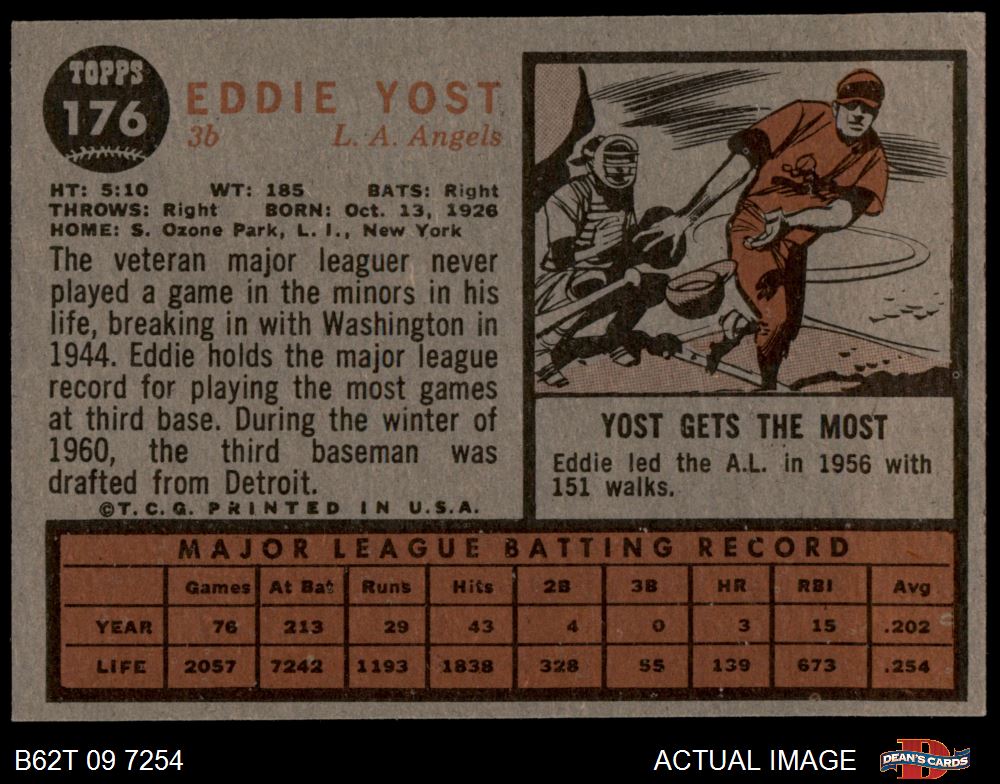 TOPPS
176
EDDIE YOST
3b L. A. Angels
HT: 5:10 WT: 185 BATS: Right
THROWS: Right BORN: Oct. 13, 1926
HOME: S. Ozone Park, L. I., New York
The veteran major leaguer never
played a game in the minors in his
life, breaking in with Washington in
1944. Eddie holds the major league
record for playing the most games
at third base. During the winter of
1960, the third baseman was
drafted from Detroit.
©T. C. G. PRINTED IN U.S.A.
YOST GETS THE MOST
Eddie led the A.L. in 1956 with
151 walks.
MAJOR LEAGUE BATTING RECORD
Games At Bat Runs Hits 2B 3B HR RBI Avg
YEAR 76 213 29 43 4 0 3 15 .202
LIFE 2057 7242 1193 1838 328 55 139 673 .254
B62T 09 7254
ACTUAL IMAGE
DEAN'S CARDS